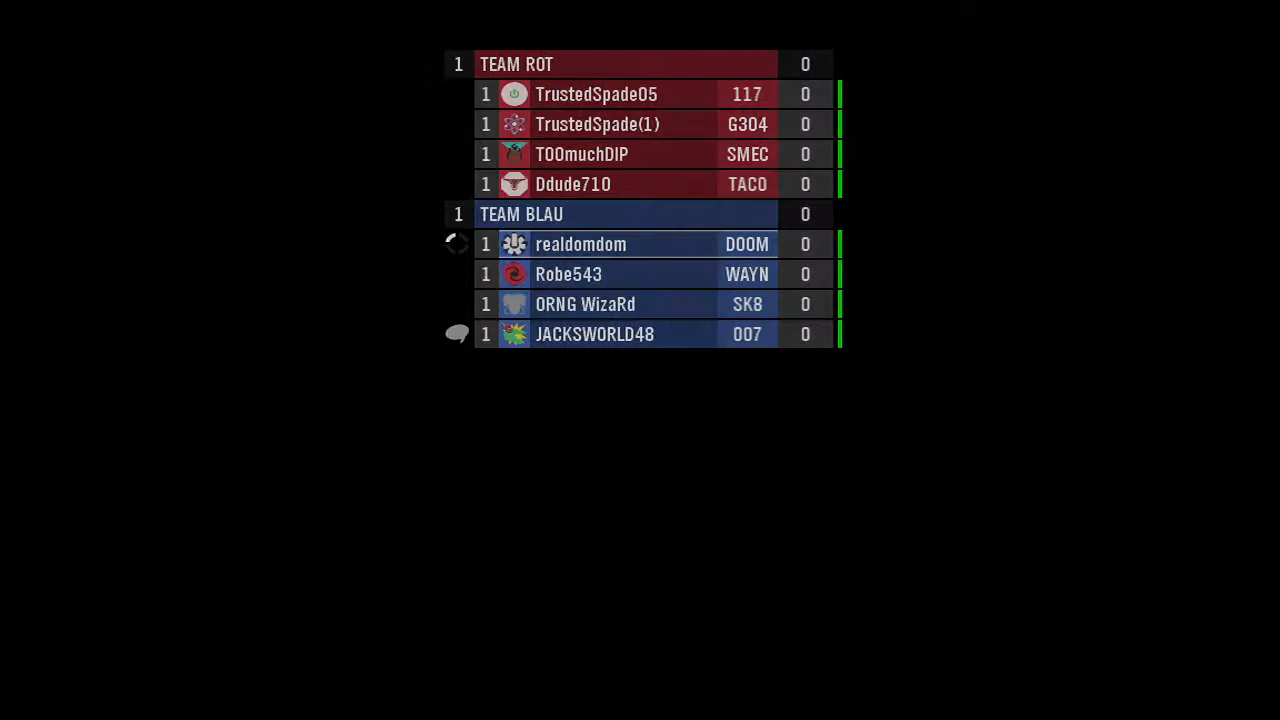 1 TEAM ROT 0
1 TrustedSpade05 117 0
1 TrustedSpade(1) G304 0
1 TOOmuchDIP SMEC 0
1 Ddude710 TACO 0
1 TEAM BLAU 0
1 realdomdom DOOM 0
1 Robe543 WAYN 0
1 ORNG WizaRd SK8 0
1 JACKSWORLD48 007 0